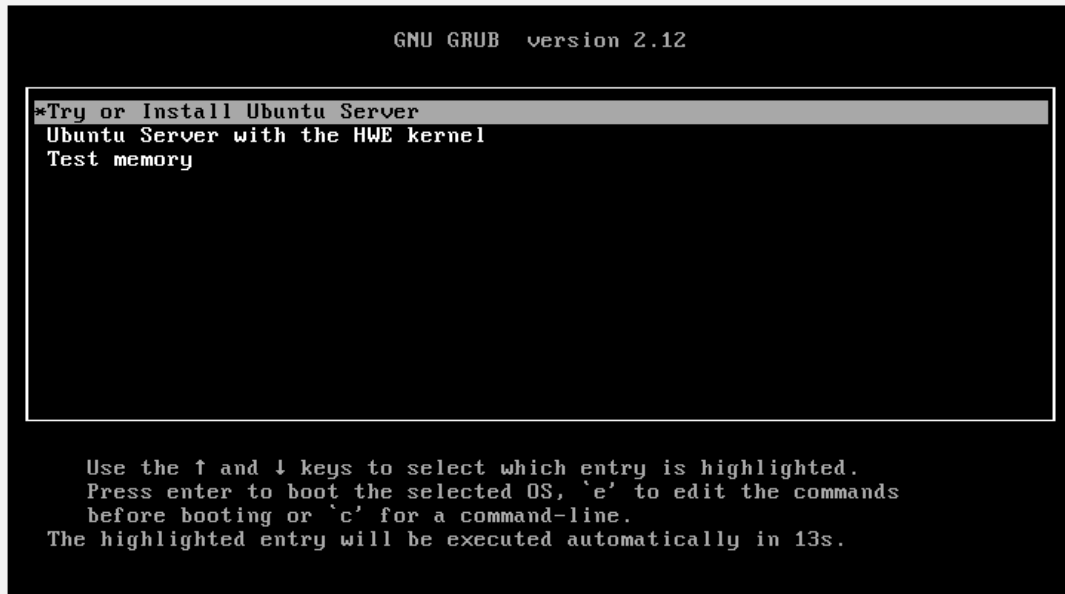 GNU GRUB version 2.12
*Try or Install Ubuntu Server
Ubuntu Server with the HWE kernel
Test memory
Use the ↑ and ↓ keys to select which entry is highlighted.
Press enter to boot the selected OS, `e' to edit the commands
before booting or `c' for a command-line.
The highlighted entry will be executed automatically in 13s.